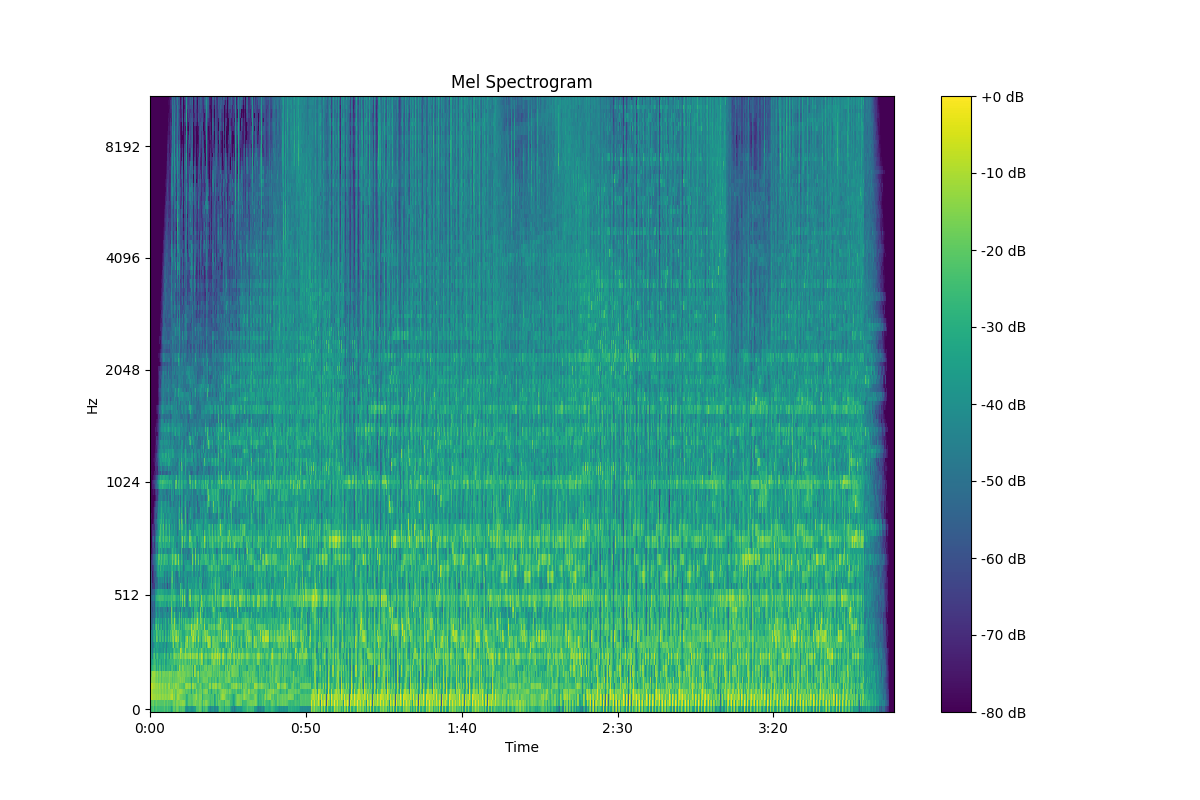 Mel Spectrogram
+0 dB
8192
-10 dB
-20 dB
4096
-30 dB
2048
-40 dB
Hz
1024
-50 dB
-60 dB
512
-70 dB
0
-80 dB
0:00
0:50
1:40
2:30
3:20
Time